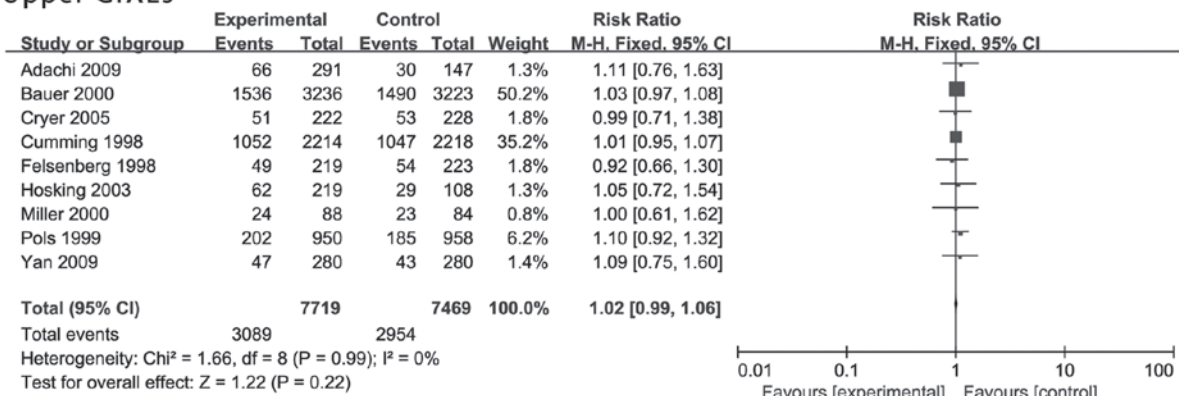 Upper GIAEs
Experimental Control Risk Ratio Risk Ratio
Study or Subgroup Events Total Events Total Weight M-H, Fixed, 95% CI M-H, Fixed, 95% CI
Adachi 2009 66 291 30 147 1.3% 1.11 [0.76, 1.63]
Bauer 2000 1536 3236 1490 3223 50.2% 1.03 [0.97, 1.08]
Cryer 2005 51 222 53 228 1.8% 0.99 [0.71, 1.38]
Cumming 1998 1052 2214 1047 2218 35.2% 1.01 [0.95, 1.07]
Felsenberg 1998 49 219 54 223 1.8% 0.92 [0.66, 1.30]
Hosking 2003 62 219 29 108 1.3% 1.05 [0.72, 1.54]
Miller 2000 24 88 23 84 0.8% 1.00 [0.61, 1.62]
Pols 1999 202 950 185 958 6.2% 1.10 [0.92, 1.32]
Yan 2009 47 280 43 280 1.4% 1.09 [0.75, 1.60]
Total (95% CI) 7719 7469 100.0% 1.02 [0.99, 1.06]
Total events 3089 2954
Heterogeneity: Chi² = 1.66, df = 8 (P = 0.99); I² = 0%
Test for overall effect: Z = 1.22 (P = 0.22)
0.01 0.1 1 10 100
Favours [experimental] Favours [control]